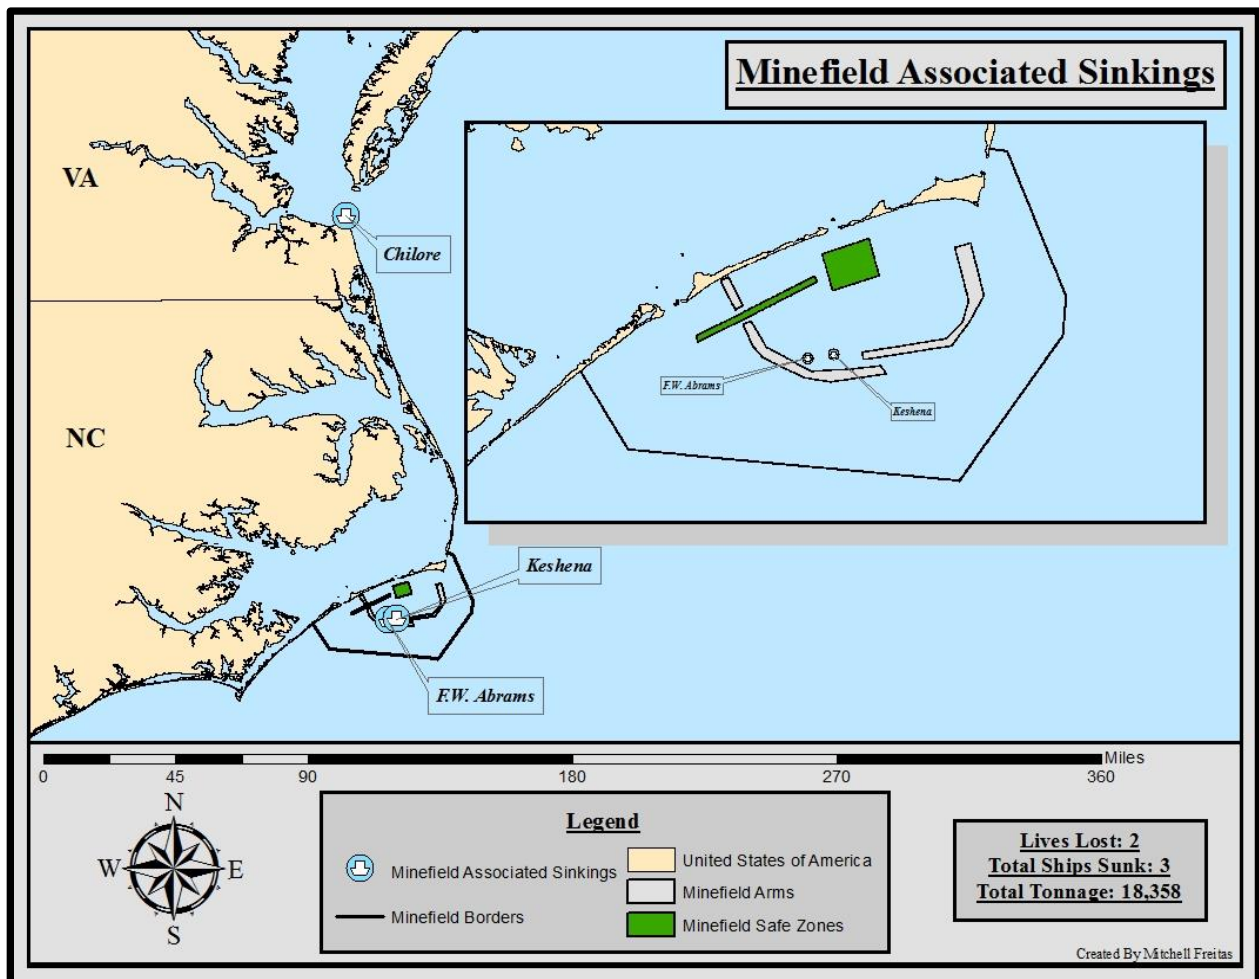 Minefield Associated Sinkings
VA
Chilore
NC
F.W. Abrams
Keshena
Keshena
F.W. Abrams
0 45 90 180 270 360 Miles
N
W E
S
Legend
Minefield Associated Sinkings
Minefield Borders
United States of America
Minefield Arms
Minefield Safe Zones
Lives Lost: 2
Total Ships Sunk: 3
Total Tonnage: 18,358
Created By Mitchell Freitas